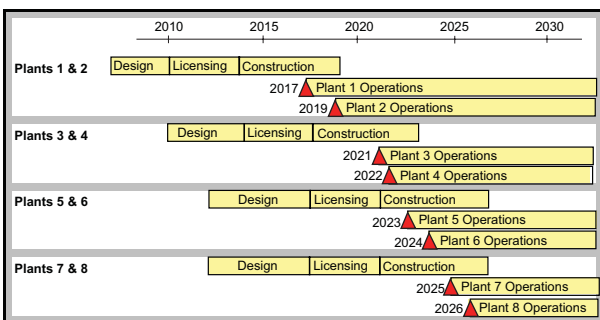 2010 2015 2020 2025 2030
Plants 1 & 2
Design Licensing Construction
2017 Plant 1 Operations
2019 Plant 2 Operations
Plants 3 & 4
Design Licensing Construction
2021 Plant 3 Operations
2022 Plant 4 Operations
Plants 5 & 6
Design Licensing Construction
2023 Plant 5 Operations
2024 Plant 6 Operations
Plants 7 & 8
Design Licensing Construction
2025 Plant 7 Operations
2026 Plant 8 Operations